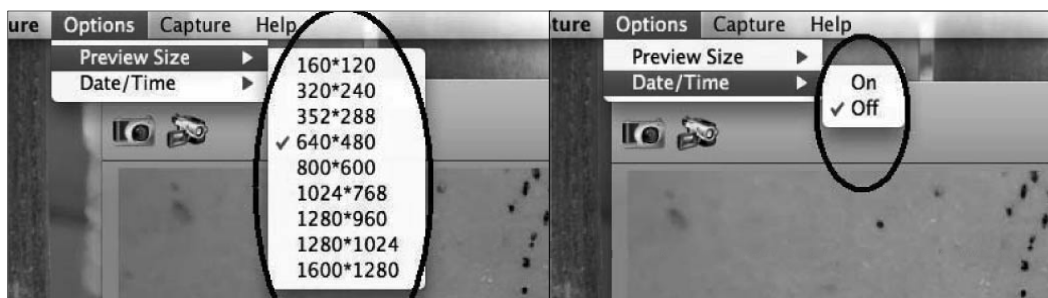 ure Options Capture Help
Preview Size
Date/Time
160*120
320*240
352*288
✓ 640*480
800*600
1024*768
1280*960
1280*1024
1600*1280
ture Options Capture Help
Preview Size
Date/Time
On
✓ Off